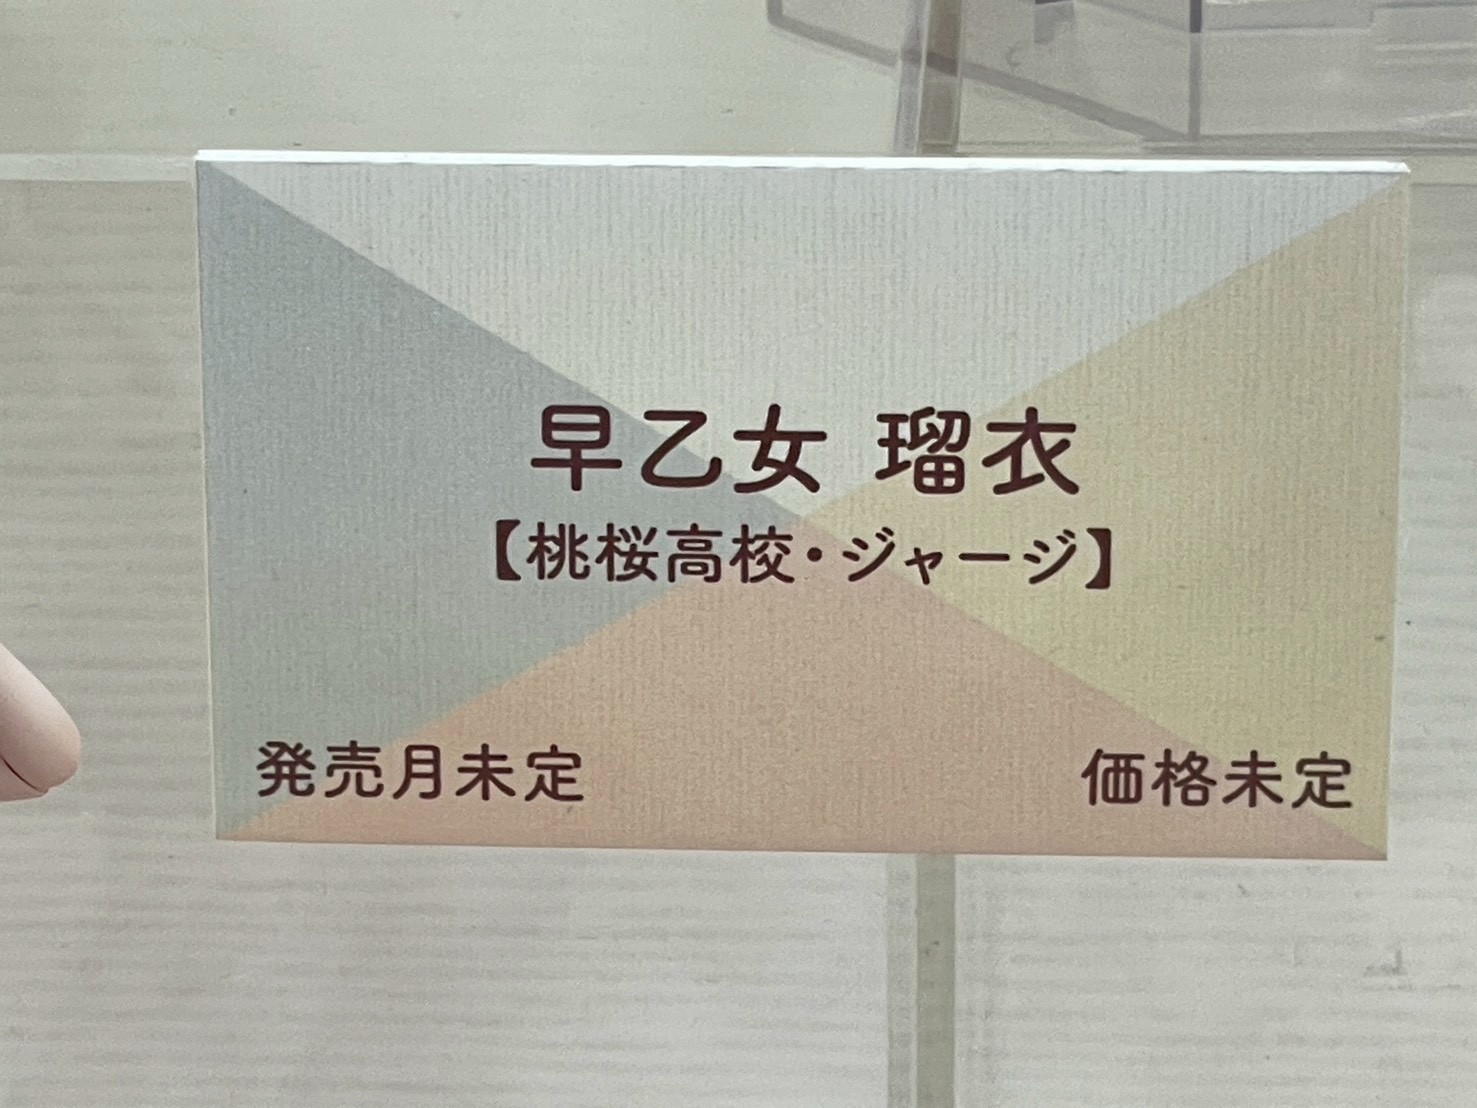 早乙女 瑠衣
【桃桜高校・ジャージ】
発売月未定
価格未定